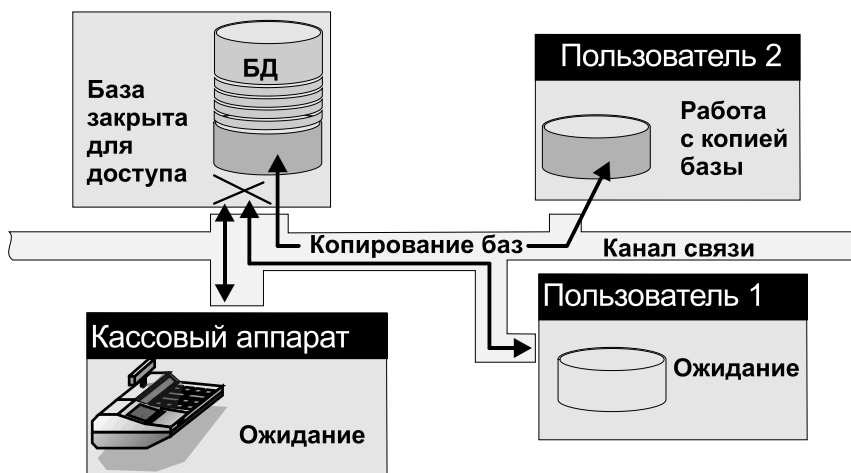 БД
База
закрыта
для
доступа
Пользователь 2
Работа
с копией
базы
Копирование баз
Канал связи
Пользователь 1
Ожидание
Кассовый аппарат
Ожидание